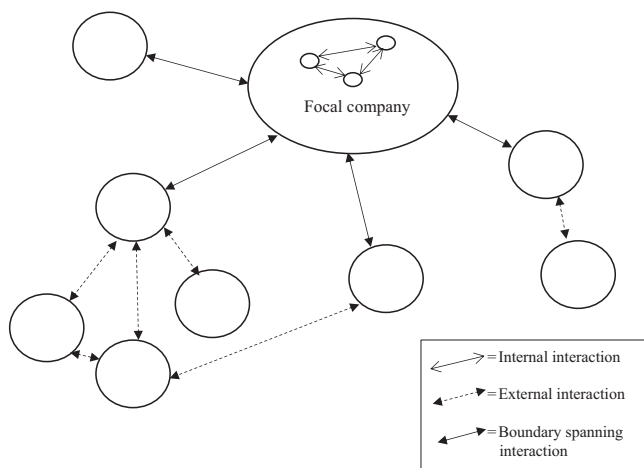 Focal company
=Internal interaction
=External interaction
=Boundary spanning
interaction